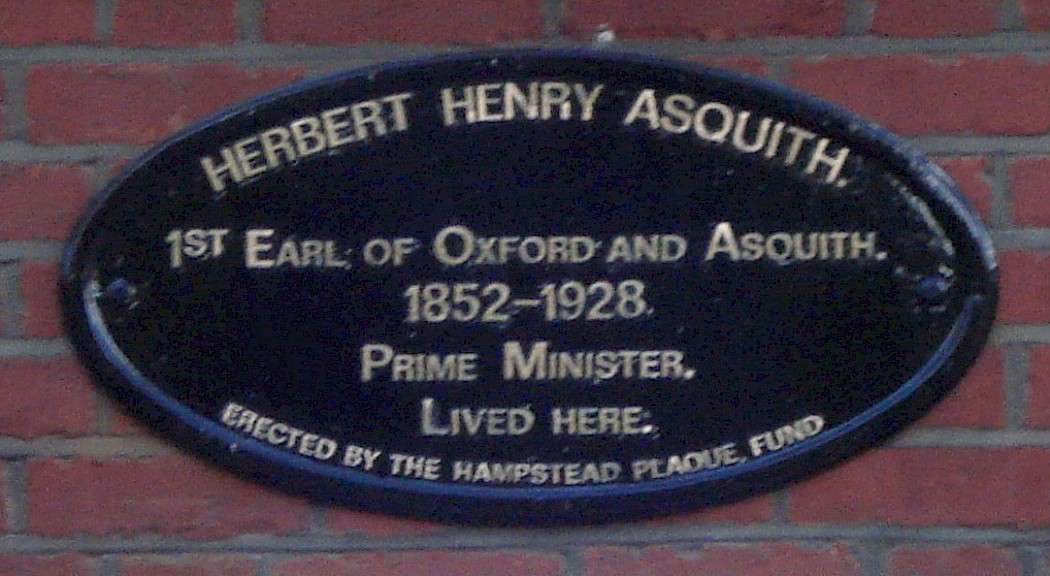 HERBERT HENRY ASQUITH.
1ST EARL OF OXFORD AND ASQUITH.
1852-1928.
PRIME MINISTER.
LIVED HERE.
ERECTED BY THE HAMPSTEAD PLAQUE FUND